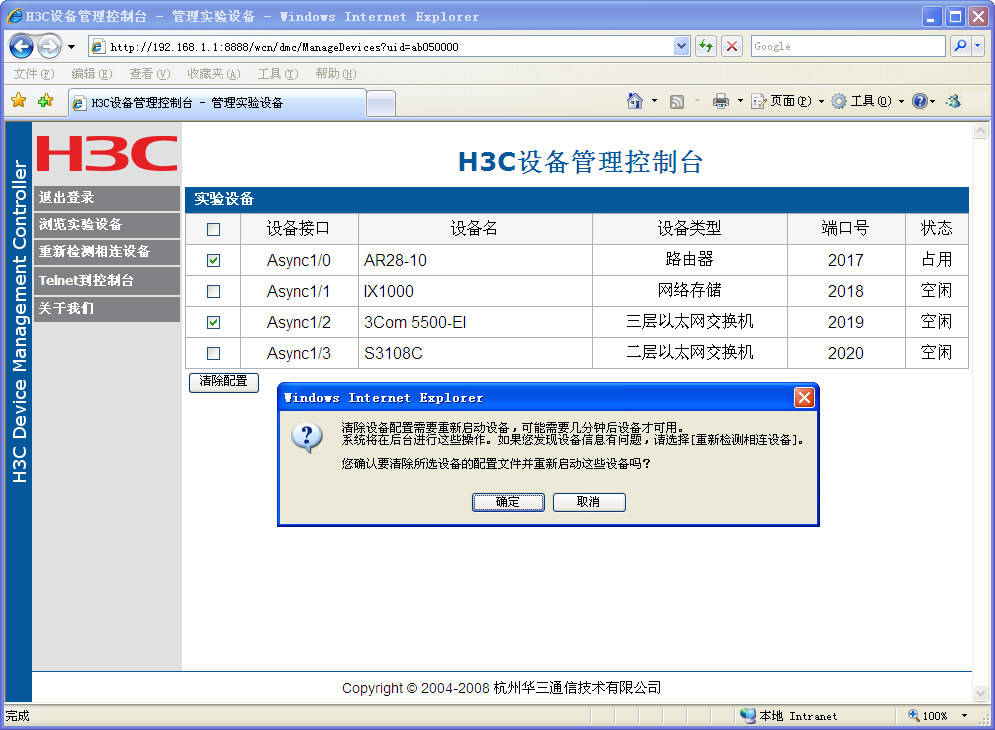 H3C设备管理控制台 - 管理实验设备 - Windows Internet Explorer
http://192.168.1.1:8888/wcn/dmc/ManageDevices?uid=ab050000
Google
文件(F) 编辑(E) 查看(V) 收藏夹(A) 工具(T) 帮助(H)
H3C设备管理控制台 - 管理实验设备
页面(P) 工具(O)
H3C Device Management Controller
H3C
退出登录
浏览实验设备
重新检测相连设备
Telnet到控制台
关于我们
H3C设备管理控制台
实验设备
设备接口 设备名 设备类型 端口号 状态
Async1/0 AR28-10 路由器 2017 占用
Async1/1 IX1000 网络存储 2018 空闲
Async1/2 3Com 5500-EI 三层以太网交换机 2019 空闲
Async1/3 S3108C 二层以太网交换机 2020 空闲
清除配置
Windows Internet Explorer
清除设备配置需要重新启动设备，可能需要几分钟后设备才可用。
系统将在后台进行这些操作。如果您发现设备信息有问题，请选择[重新检测相连设备]。
您确认要清除所选设备的配置文件并重新启动这些设备吗？
确定 取消
Copyright © 2004-2008 杭州华三通信技术有限公司
完成 本地 Intranet 100%